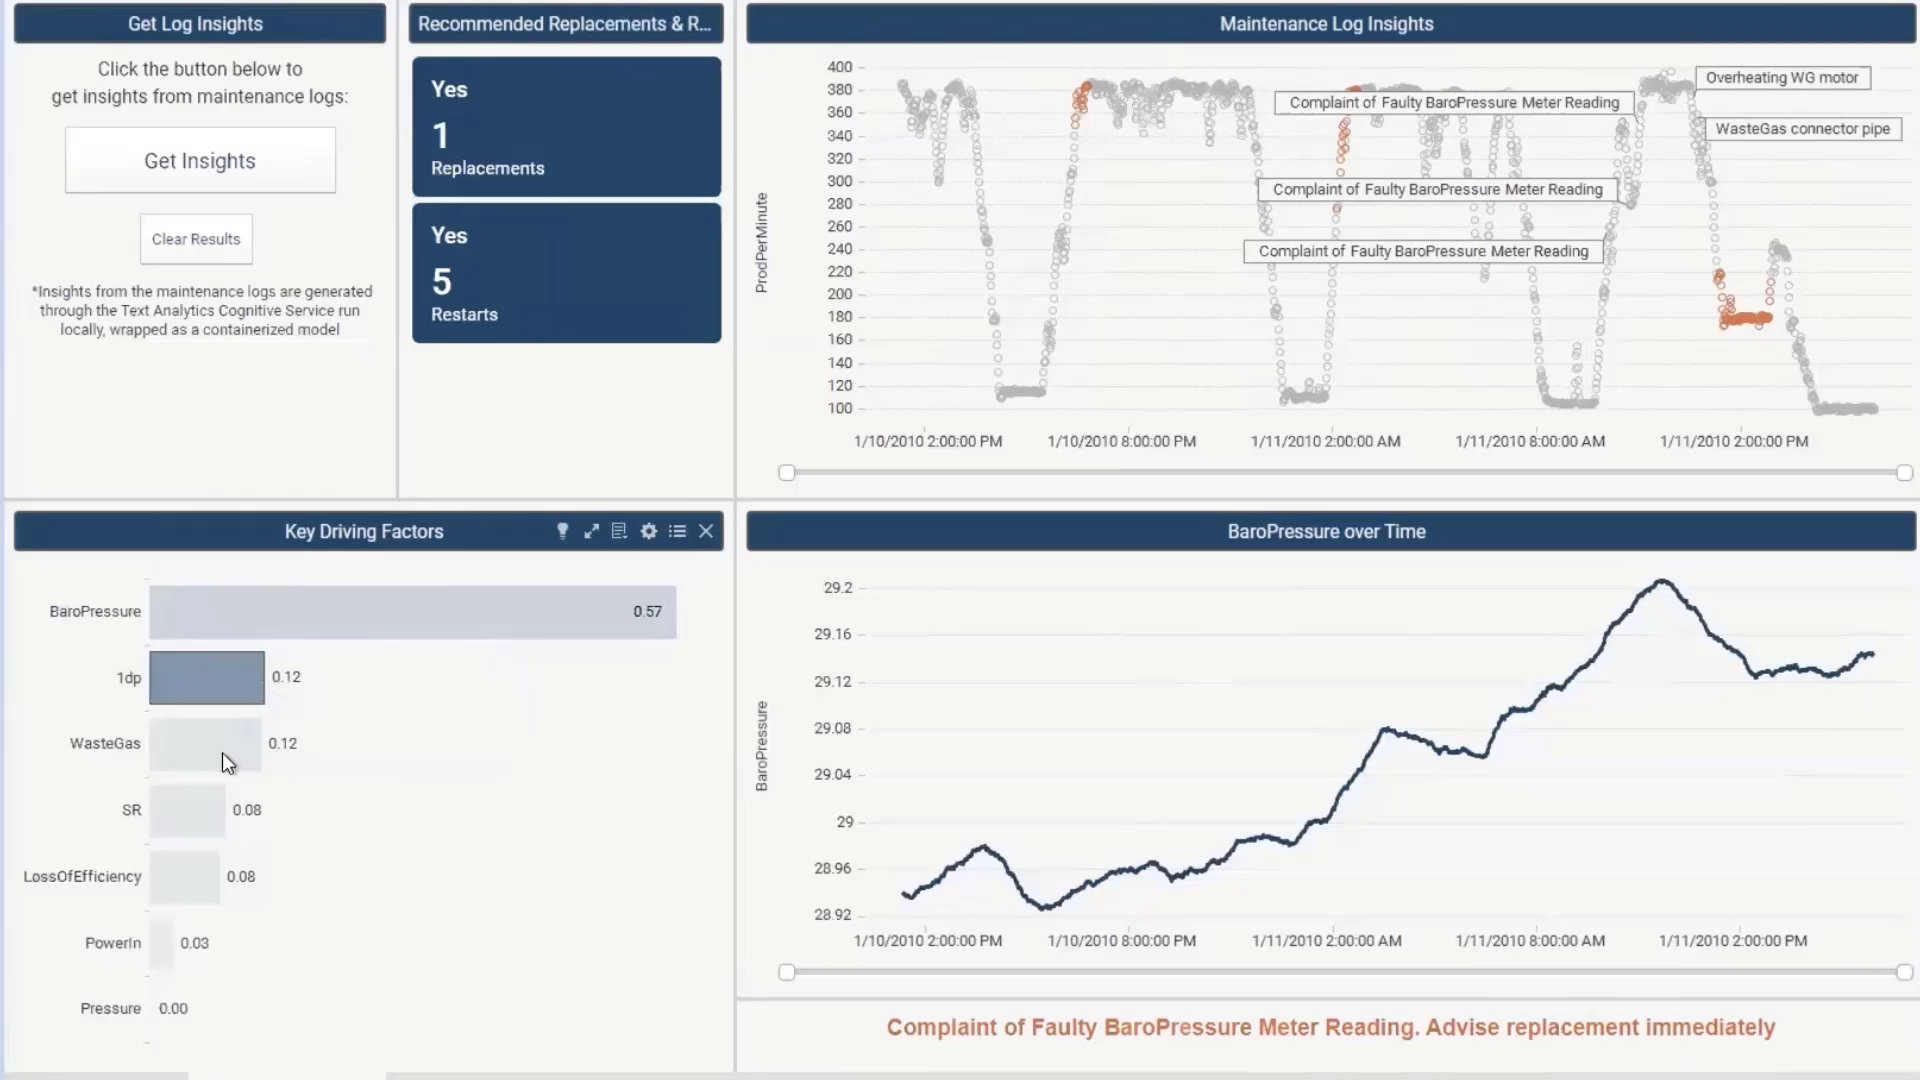 Get Log Insights
Click the button below to
get insights from maintenance logs:
Get Insights
Clear Results
*Insights from the maintenance logs are generated
through the Text Analytics Cognitive Service run
locally, wrapped as a containerized model
Recommended Replacements & R...
Yes
1
Replacements
Yes
5
Restarts
Maintenance Log Insights
ProdPerMinute
400
380
360
340
320
300
280
260
240
220
200
180
160
140
120
100
Overheating WG motor
Complaint of Faulty BaroPressure Meter Reading
WasteGas connector pipe
Complaint of Faulty BaroPressure Meter Reading
Complaint of Faulty BaroPressure Meter Reading
1/10/2010 2:00:00 PM
1/10/2010 8:00:00 PM
1/11/2010 2:00:00 AM
1/11/2010 8:00:00 AM
1/11/2010 2:00:00 PM
Key Driving Factors
BaroPressure 0.57
1dp 0.12
WasteGas 0.12
SR 0.08
LossOfEfficiency 0.08
PowerIn 0.03
Pressure 0.00
BaroPressure over Time
BaroPressure
29.2
29.16
29.12
29.08
29.04
29
28.96
28.92
1/10/2010 2:00:00 PM
1/10/2010 8:00:00 PM
1/11/2010 2:00:00 AM
1/11/2010 8:00:00 AM
1/11/2010 2:00:00 PM
Complaint of Faulty BaroPressure Meter Reading. Advise replacement immediately